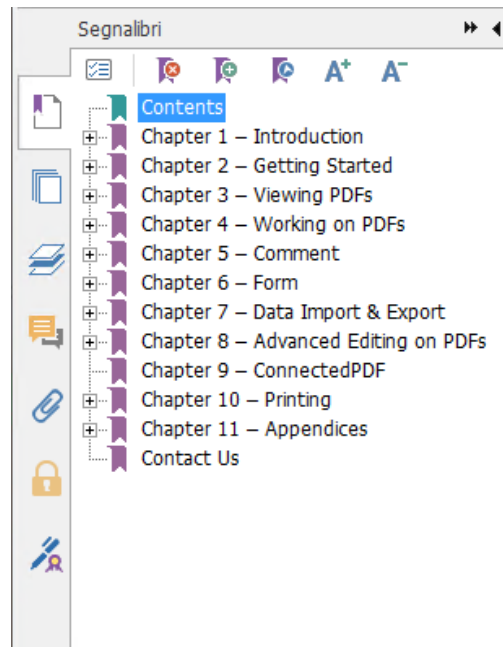 Segnalibri
A+ A-
Contents
Chapter 1 – Introduction
Chapter 2 – Getting Started
Chapter 3 – Viewing PDFs
Chapter 4 – Working on PDFs
Chapter 5 – Comment
Chapter 6 – Form
Chapter 7 – Data Import & Export
Chapter 8 – Advanced Editing on PDFs
Chapter 9 – ConnectedPDF
Chapter 10 – Printing
Chapter 11 – Appendices
Contact Us